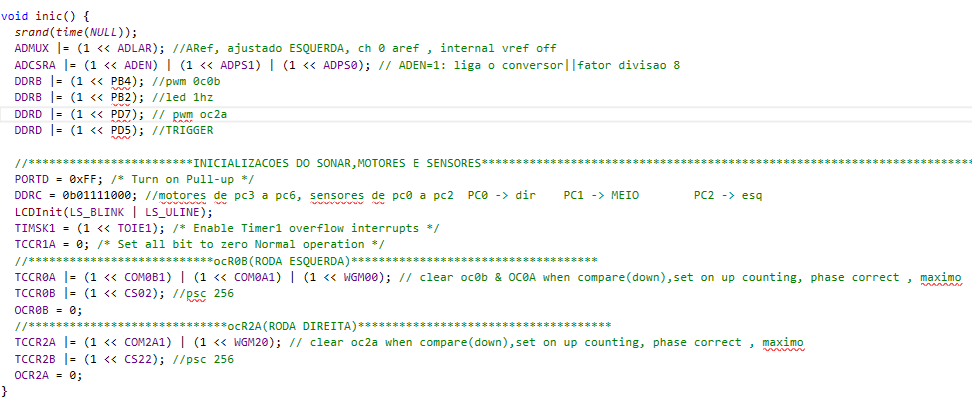 void inic() {
srand(time(NULL));
ADMUX |= (1 << ADLAR); //ARef, ajustado ESQUERDA, ch 0 aref , internal vref off
ADCSRA |= (1 << ADEN) | (1 << ADPS1) | (1 << ADPS0); // ADEN=1: liga o conversor||fator divisao 8
DDRB |= (1 << PB4); //pwm 0c0b
DDRB |= (1 << PB2); //led 1hz
DDRD |= (1 << PD7); // pwm oc2a
DDRD |= (1 << PD5); //TRIGGER
//************************INICIALIZACOES DO SONAR,MOTORES E SENSORES***********************************************************************
PORTD = 0xFF; /* Turn on Pull-up */
DDRC = 0b01111000; //motores de pc3 a pc6, sensores de pc0 a pc2  PC0 -> dir    PC1 -> MEIO        PC2 -> esq
LCDInit(LS_BLINK | LS_ULINE);
TIMSK1 = (1 << TOIE1); /* Enable Timer1 overflow interrupts */
TCCR1A = 0; /* Set all bit to zero Normal operation */
//***************************ocR0B(RODA ESQUERDA)************************************
TCCR0A |= (1 << COM0B1) | (1 << COM0A1) | (1 << WGM00); // clear oc0b & OC0A when compare(down),set on up counting, phase correct , maximo
TCCR0B |= (1 << CS02); //psc 256
OCR0B = 0;
//*****************************ocR2A(RODA DIREITA)*************************************
TCCR2A |= (1 << COM2A1) | (1 << WGM20); // clear oc2a when compare(down),set on up counting, phase correct , maximo
TCCR2B |= (1 << CS22); //psc 256
OCR2A = 0;
}